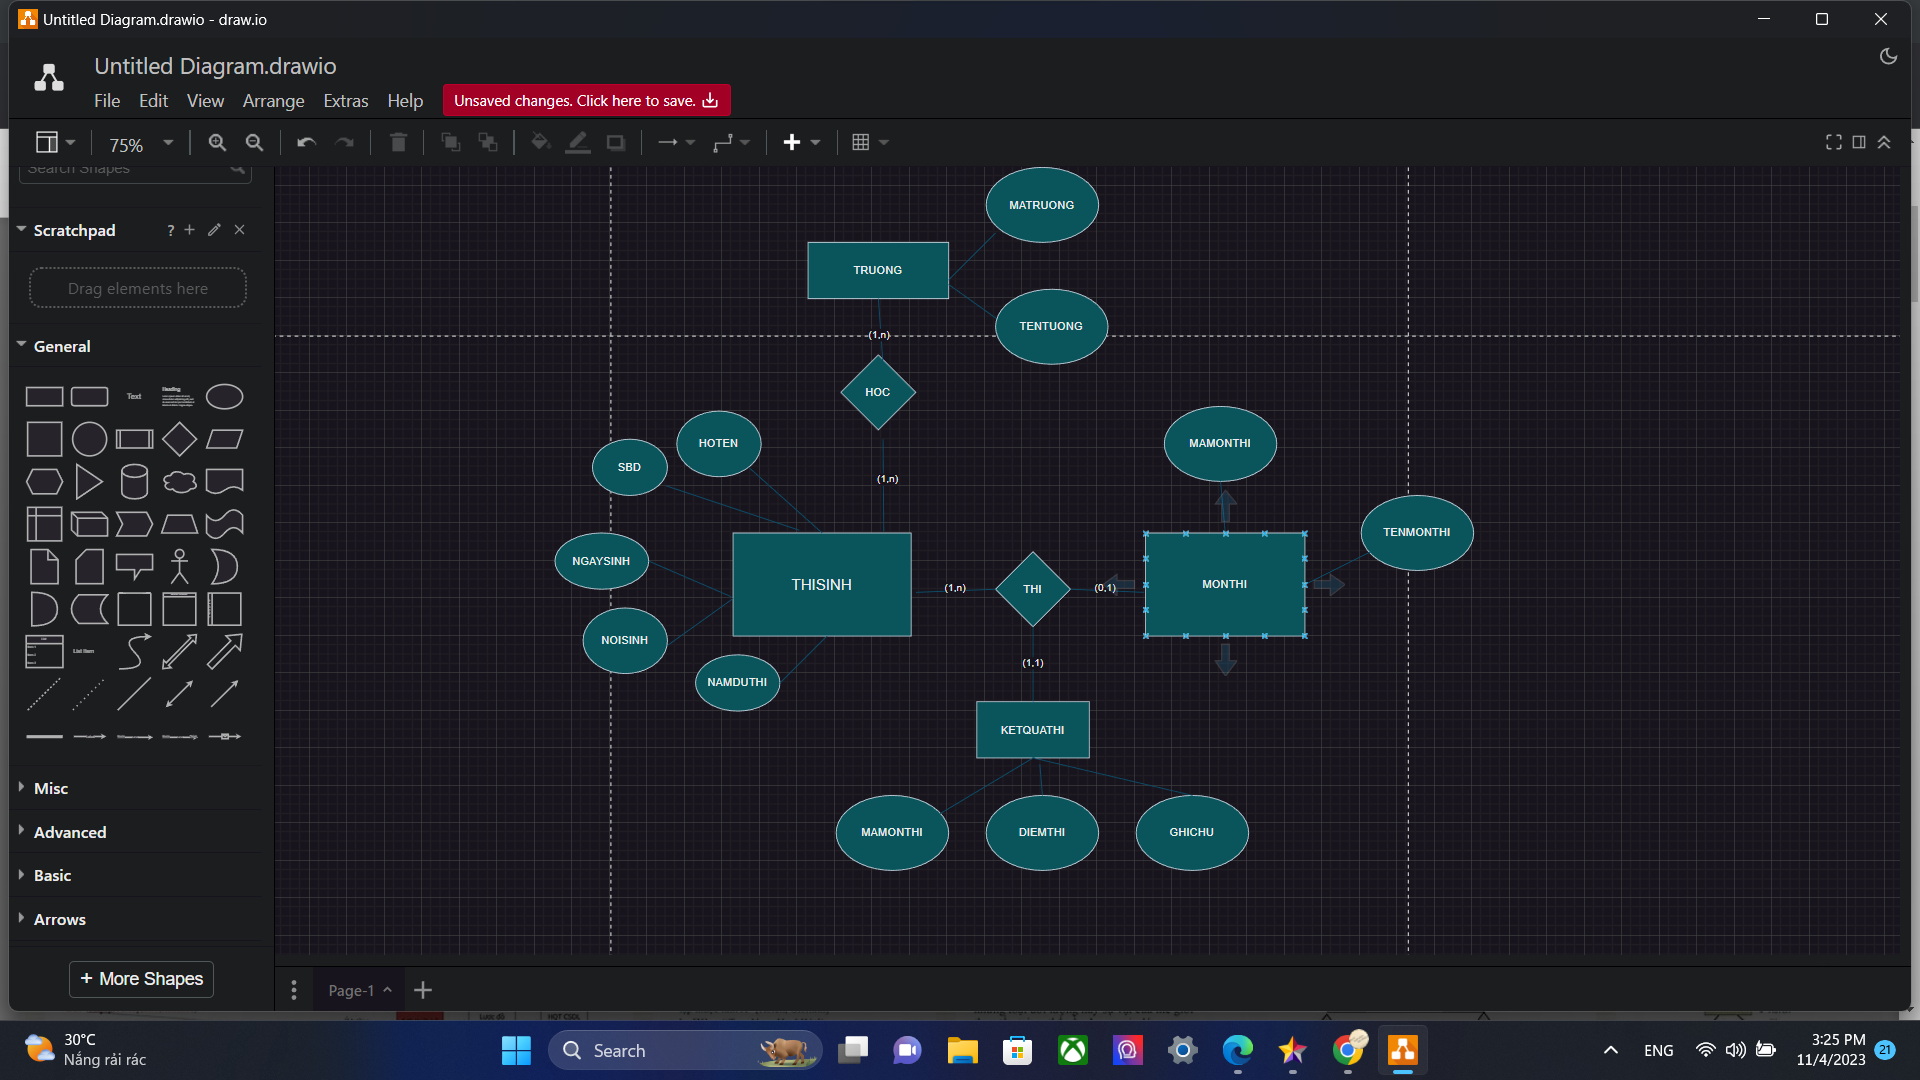 Untitled Diagram.drawio - draw.io
Untitled Diagram.drawio
File Edit View Arrange Extras Help
Unsaved changes. Click here to save.
75%
Search Shapes
Scratchpad
?
Drag elements here
General
Text
Heading
List Item
Misc
Advanced
Basic
Arrows
+ More Shapes
MATRUONG
TRUONG
TENTUONG
(1,n)
HOC
HOTEN
SBD
(1,n)
MAMONTHI
TENMONTHI
NGAYSINH
THISINH
(1,n)
THI
(0,1)
MONTHI
NOISINH
NAMDUTHI
(1,1)
KETQUATHI
MAMONTHI
DIEMTHI
GHICHU
Page-1
30°C
Nắng rải rác
Search
ENG
3:25 PM
11/4/2023
21